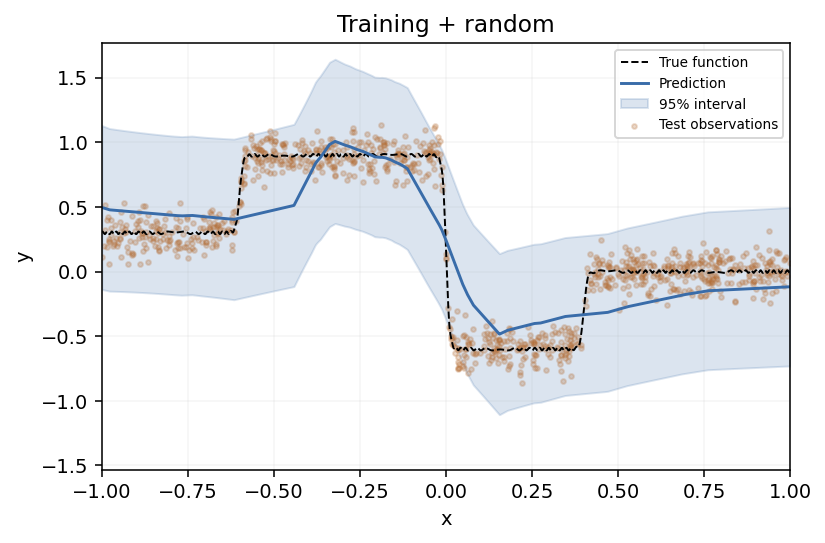 Training + random
True function
Prediction
95% interval
Test observations
y
1.5
1.0
0.5
0.0
−0.5
−1.0
−1.5
−1.00 −0.75 −0.50 −0.25 0.00 0.25 0.50 0.75 1.00
x